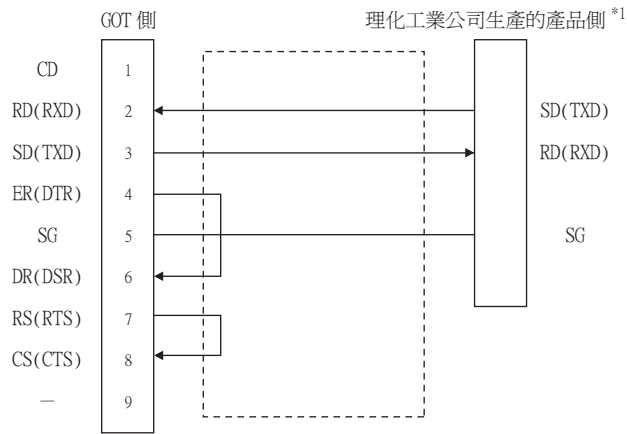 GOT 側 理化工業公司生產的產品側 *1
CD 1
RD(RXD) 2 SD(TXD)
SD(TXD) 3 RD(RXD)
ER(DTR) 4
SG 5 SG
DR(DSR) 6
RS(RTS) 7
CS(CTS) 8
— 9